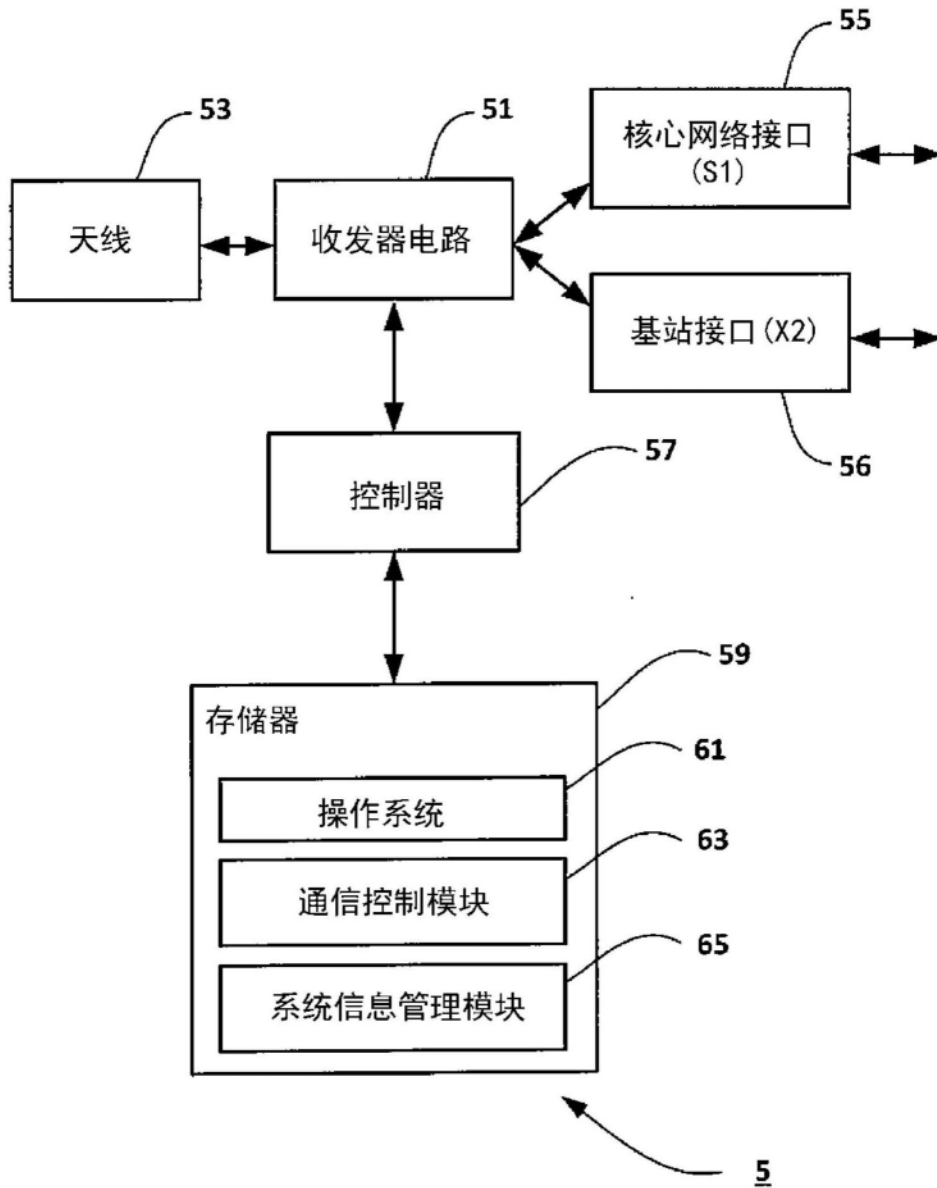 55
53
51
核心网络接口
(S1)
天线
收发器电路
基站接口(X2)
57
56
控制器
59
存储器
61
操作系统
63
通信控制模块
65
系统信息管理模块
5